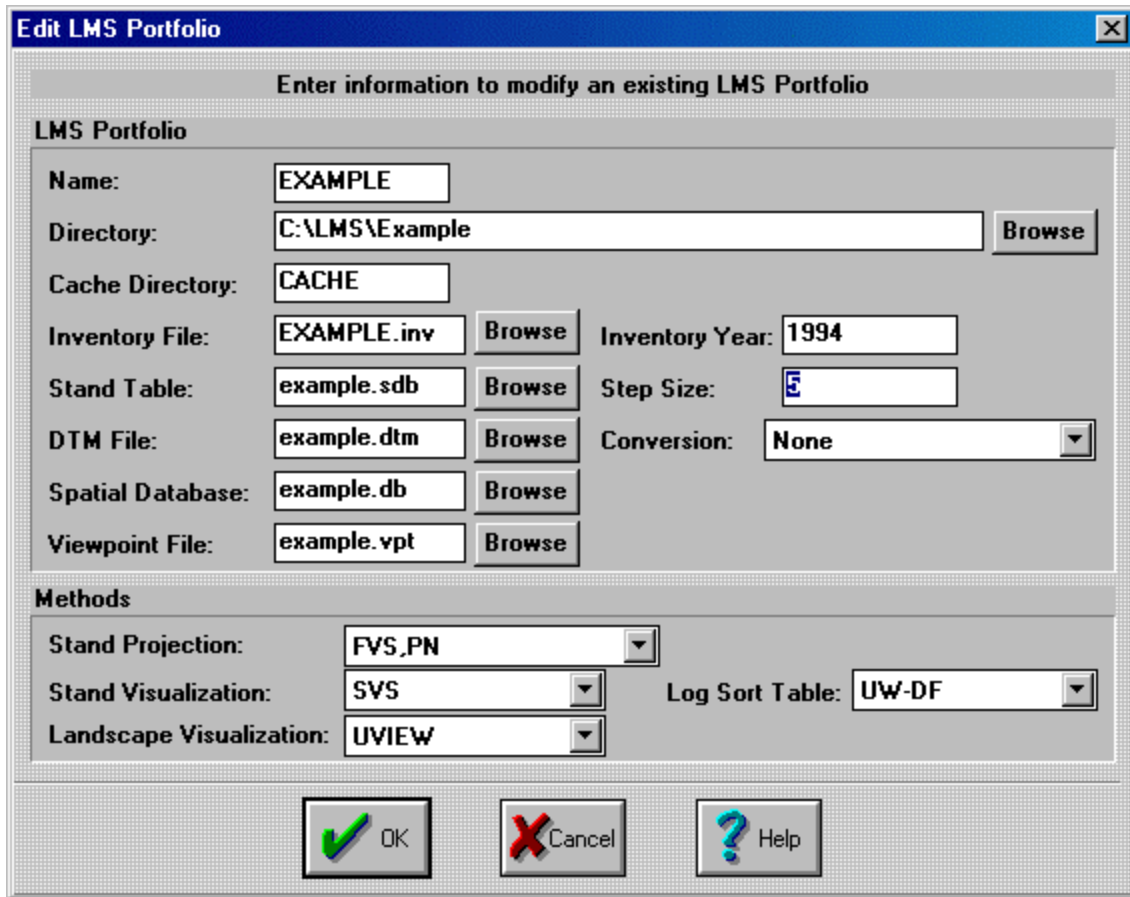 Edit LMS Portfolio
Enter information to modify an existing LMS Portfolio
LMS Portfolio
Name: EXAMPLE
Directory: C:\LMS\Example Browse
Cache Directory: CACHE
Inventory File: EXAMPLE.inv Browse Inventory Year: 1994
Stand Table: example.sdb Browse Step Size: 5
DTM File: example.dtm Browse Conversion: None
Spatial Database: example.db Browse
Viewpoint File: example.vpt Browse
Methods
Stand Projection: FVS,PN
Stand Visualization: SVS Log Sort Table: UW-DF
Landscape Visualization: UVIEW
OK Cancel Help